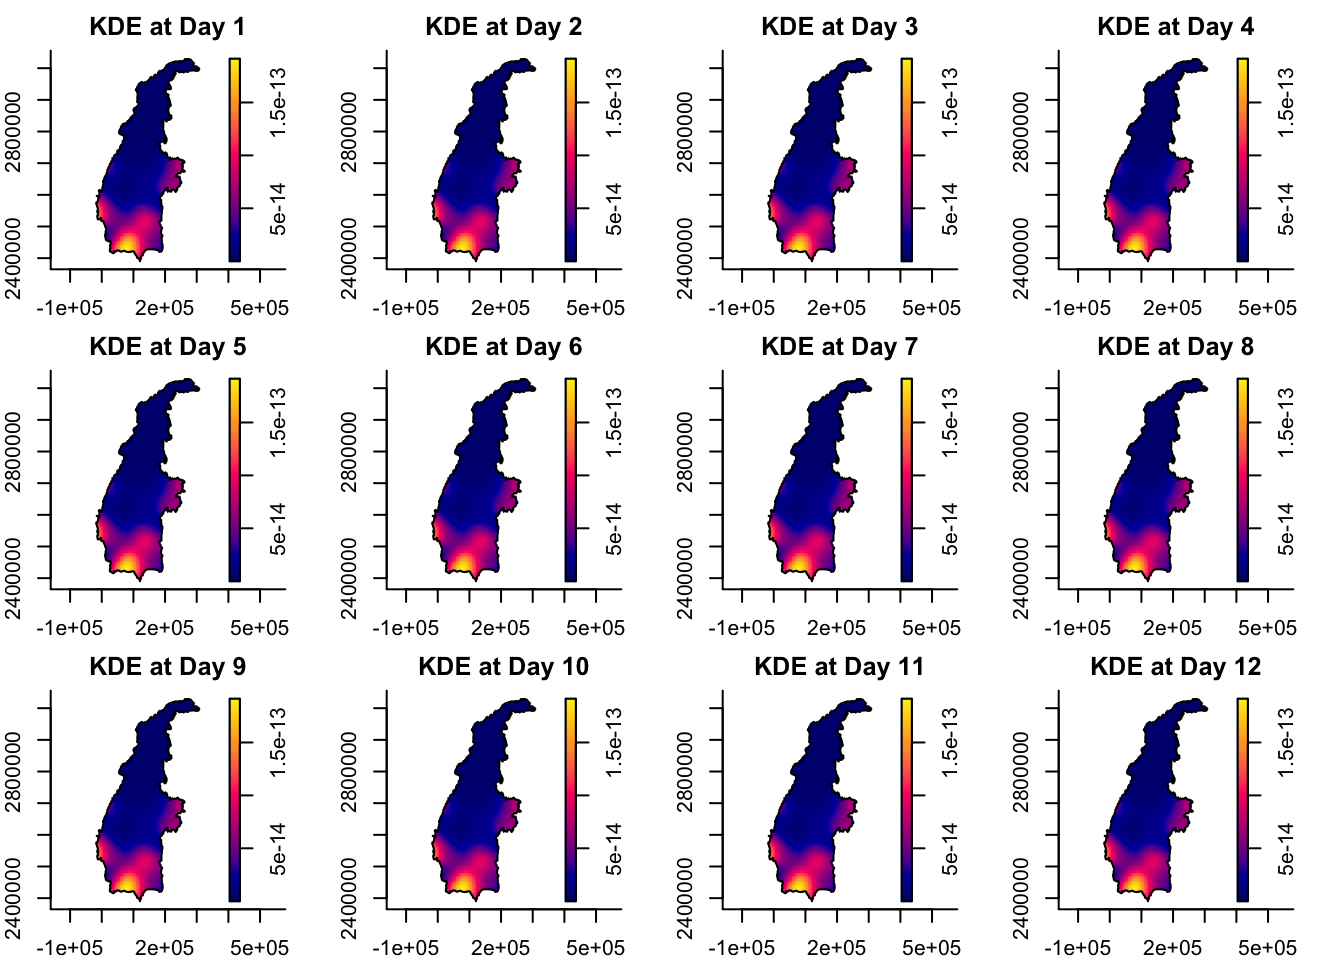 KDE at Day 1
KDE at Day 2
KDE at Day 3
KDE at Day 4
2400000 2800000
5e-14 1.5e-13
2400000 2800000
5e-14 1.5e-13
2400000 2800000
5e-14 1.5e-13
2400000 2800000
5e-14 1.5e-13
-1e+05 2e+05 5e+05
-1e+05 2e+05 5e+05
-1e+05 2e+05 5e+05
-1e+05 2e+05 5e+05
KDE at Day 5
KDE at Day 6
KDE at Day 7
KDE at Day 8
2400000 2800000
5e-14 1.5e-13
2400000 2800000
5e-14 1.5e-13
2400000 2800000
5e-14 1.5e-13
2400000 2800000
5e-14 1.5e-13
-1e+05 2e+05 5e+05
-1e+05 2e+05 5e+05
-1e+05 2e+05 5e+05
-1e+05 2e+05 5e+05
KDE at Day 9
KDE at Day 10
KDE at Day 11
KDE at Day 12
2400000 2800000
5e-14 1.5e-13
2400000 2800000
5e-14 1.5e-13
2400000 2800000
5e-14 1.5e-13
2400000 2800000
5e-14 1.5e-13
-1e+05 2e+05 5e+05
-1e+05 2e+05 5e+05
-1e+05 2e+05 5e+05
-1e+05 2e+05 5e+05